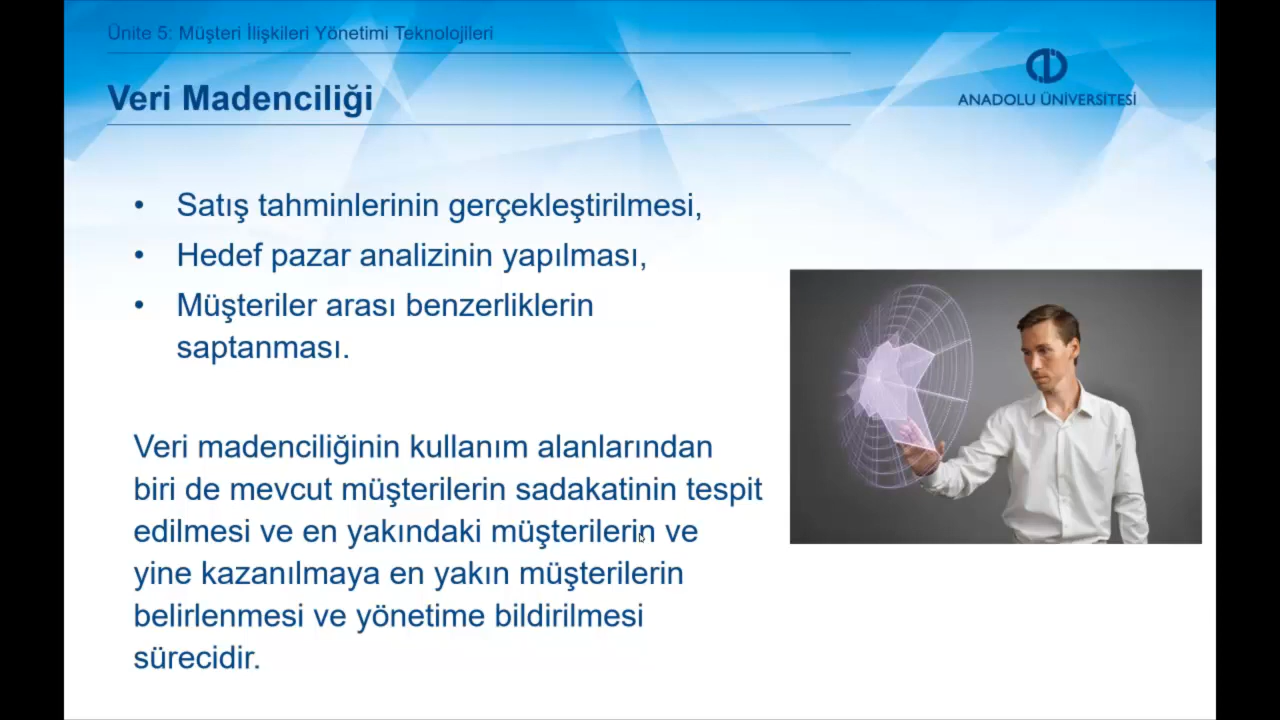 Ünite 5: Müşteri İlişkileri Yönetimi Teknolojileri
Veri Madenciliği
ANADOLU ÜNİVERSİTESİ
• Satış tahminlerinin gerçekleştirilmesi,
• Hedef pazar analizinin yapılması,
• Müşteriler arası benzerliklerin
saptanması.
Veri madenciliğinin kullanım alanlarından
biri de mevcut müşterilerin sadakatinin tespit
edilmesi ve en yakındaki müşterilerin ve
yine kazanılmaya en yakın müşterilerin
belirlenmesi ve yönetime bildirilmesi
sürecidir.